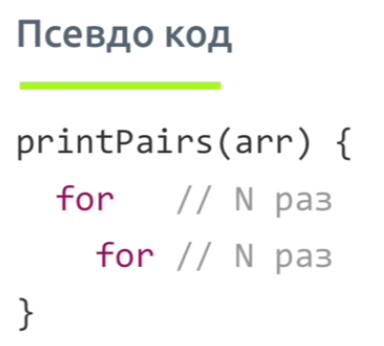 Псевдо код
printPairs(arr) {
  for   // N раз
    for // N раз
}